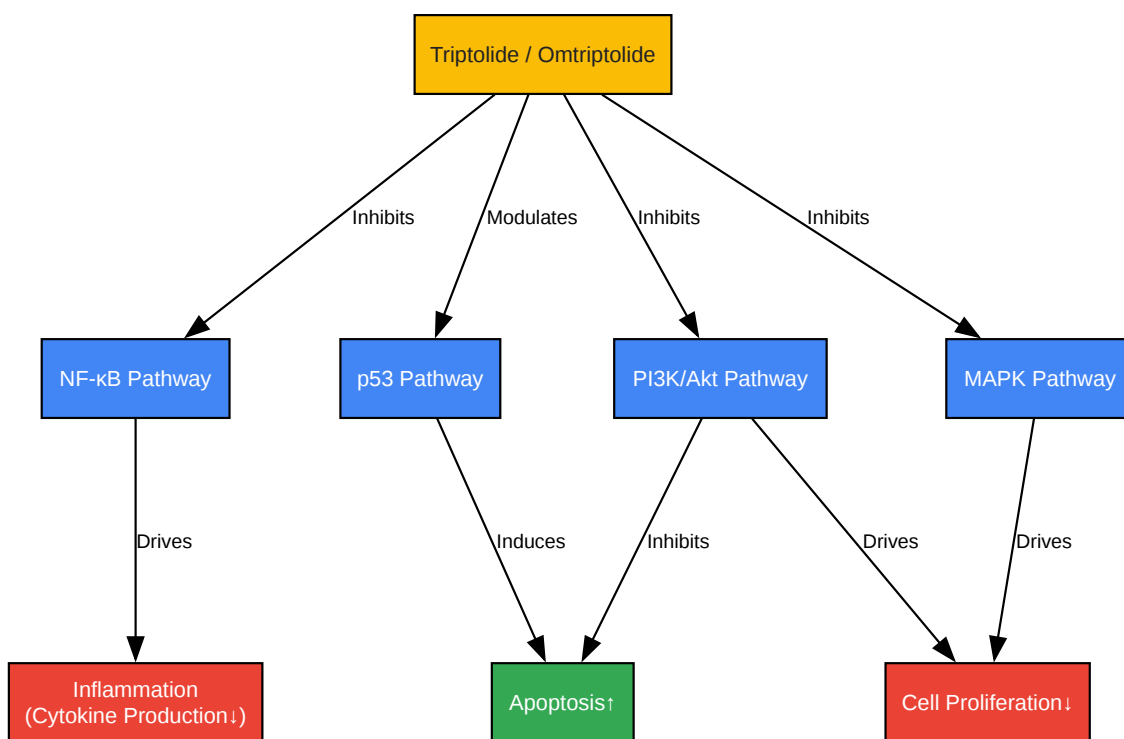 Triptolide / Omtriptolide
Inhibits
Modulates
Inhibits
Inhibits
NF-κB Pathway
p53 Pathway
PI3K/Akt Pathway
MAPK Pathway
Drives
Induces
Inhibits
Drives
Drives
Inflammation
(Cytokine Production↓)
Apoptosis↑
Cell Proliferation↓